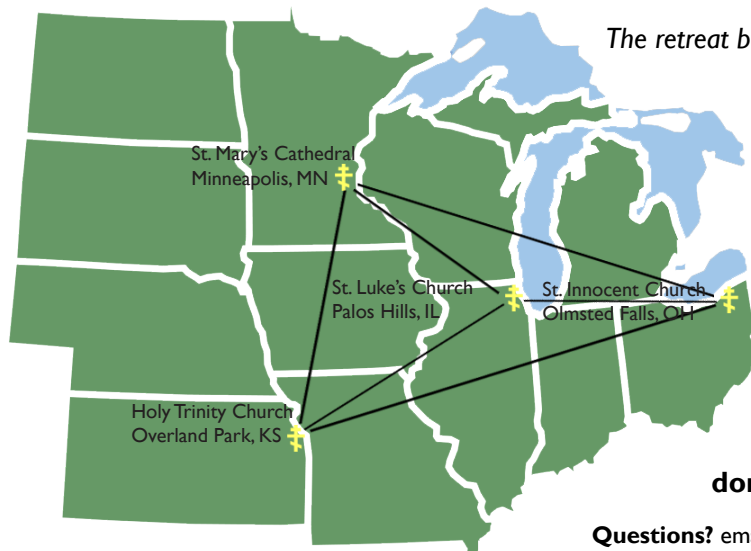 The retreat b
St. Mary's Cathedral
Minneapolis, MN
St. Luke's Church
Palos Hills, IL
St. Innocent Church
Olmsted Falls, OH
Holy Trinity Church
Overland Park, KS
don
Questions? em